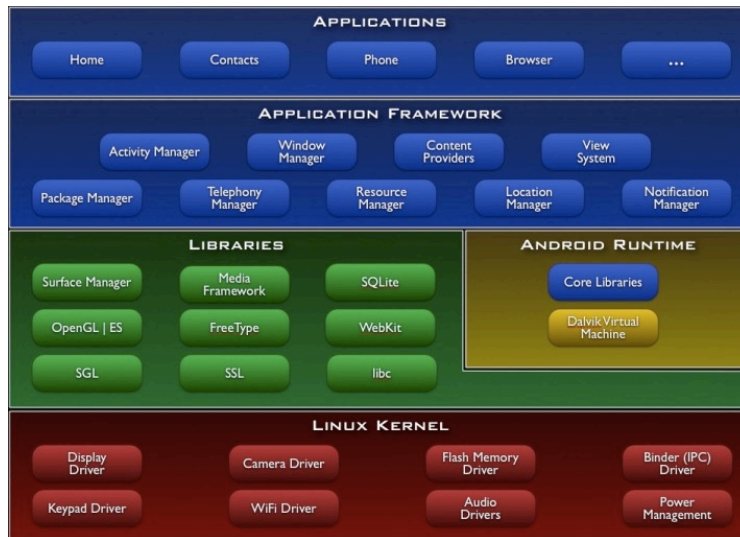 APPLICATIONS
Home
Contacts
Phone
Browser
...
APPLICATION FRAMEWORK
Activity Manager
Window
Manager
Content
Providers
View
System
Package Manager
Telephony
Manager
Resource
Manager
Location
Manager
Notification
Manager
LIBRARIES
Surface Manager
Media
Framework
SQLite
OpenGL | ES
FreeType
WebKit
SGL
SSL
libc
ANDROID RUNTIME
Core Libraries
Dalvik Virtual
Machine
LINUX KERNEL
Display
Driver
Camera Driver
Flash Memory
Driver
Binder (IPC)
Driver
Keypad Driver
WiFi Driver
Audio
Drivers
Power
Management